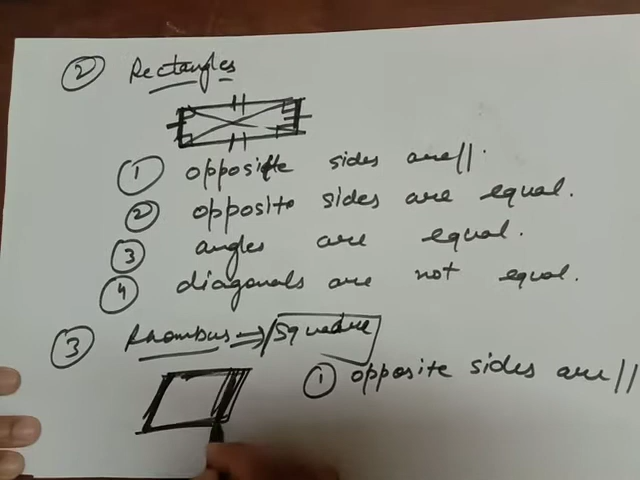 ② Rectangles
① opposite sides are ||.
② opposite sides are equal.
③ angles are equal.
④ diagonals are not equal.
③ Rhombus → Square
① opposite sides are ||